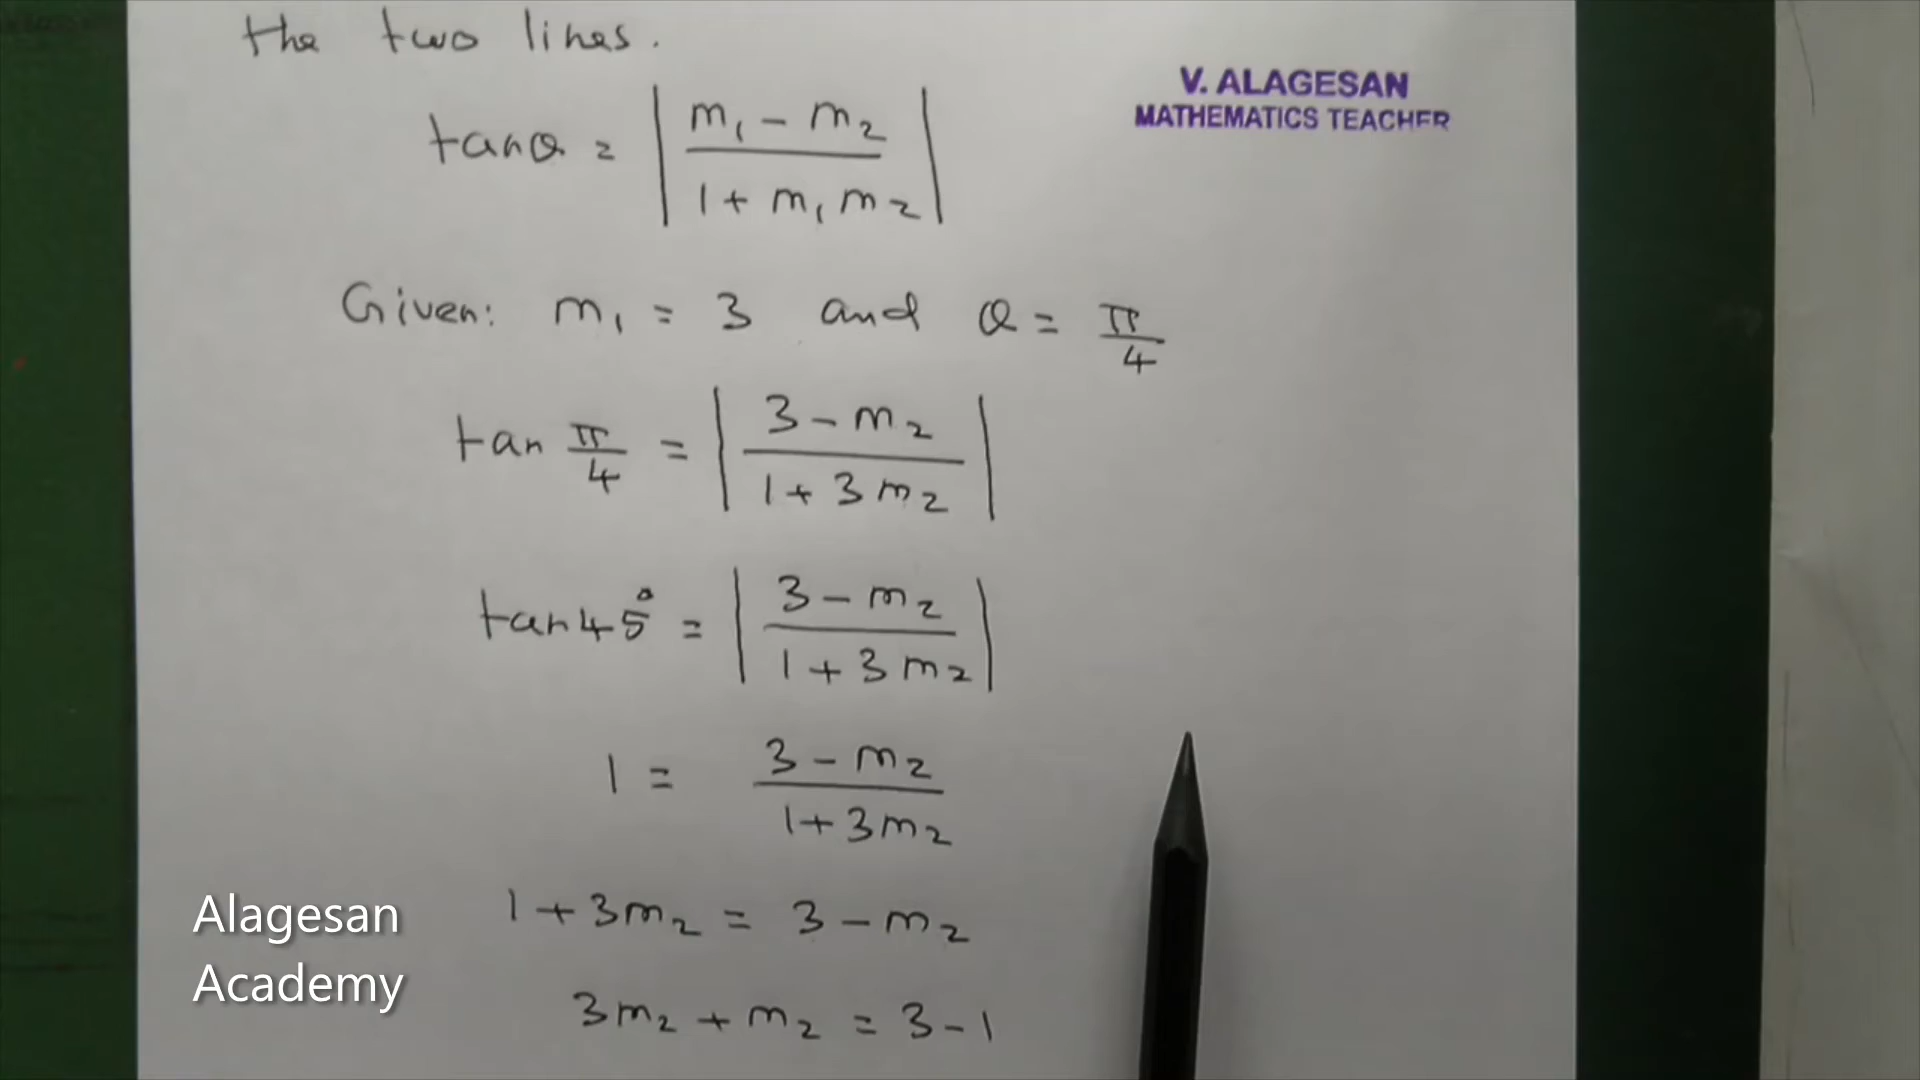 the two lines.
V. ALAGESAN
MATHEMATICS TEACHER
tanθ = | (m₁ - m₂) / (1 + m₁ m₂) |
Given: m₁ = 3 and θ = π/4
tan π/4 = | (3 - m₂) / (1 + 3m₂) |
tan45° = | (3 - m₂) / (1 + 3m₂) |
1 = (3 - m₂) / (1 + 3m₂)
1 + 3m₂ = 3 - m₂
3m₂ + m₂ = 3 - 1
Alagesan
Academy